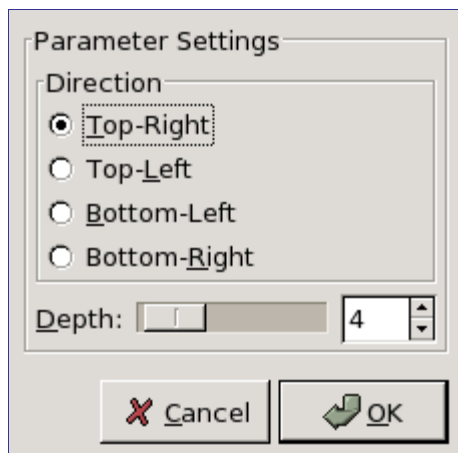 Parameter Settings
Direction
Top-Right
Top-Left
Bottom-Left
Bottom-Right
Depth: 4
Cancel OK